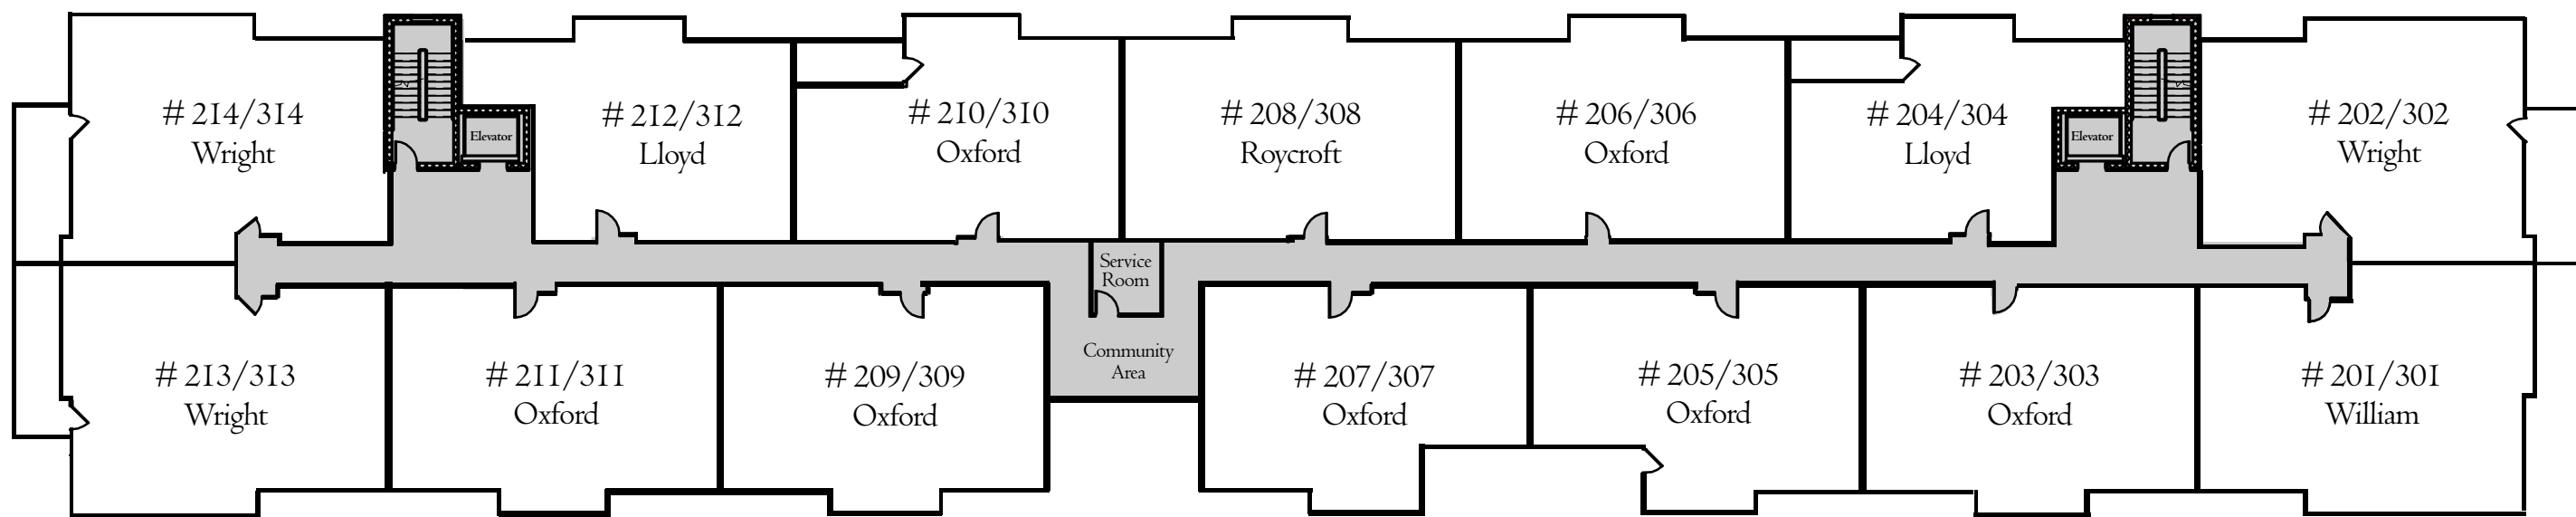 # 214/314
Wright
Elevator
# 212/312
Lloyd
# 210/310
Oxford
# 208/308
Roycroft
# 206/306
Oxford
# 204/304
Lloyd
Elevator
# 202/302
Wright
Service
Room
Community
Area
# 213/313
Wright
# 211/311
Oxford
# 209/309
Oxford
# 207/307
Oxford
# 205/305
Oxford
# 203/303
Oxford
# 201/301
William